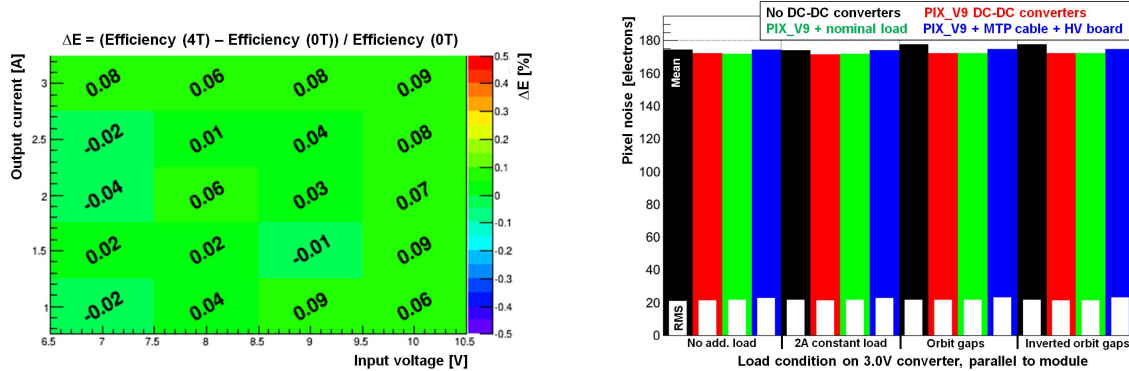 ΔE = (Efficiency (4T) – Efficiency (0T)) / Efficiency (0T)
Output current [A]
3
2.5
2
1.5
1
0.08 0.06 0.08 0.09
-0.02 0.01 0.04 0.08
-0.04 0.06 0.03 0.07
0.02 0.02 -0.01 0.09
-0.02 0.04 0.09 0.06
6.5 7 7.5 8 8.5 9 9.5 10 10.5
Input voltage [V]
0.5
0.4
0.3
0.2
0.1
0
-0.1
-0.2
-0.3
-0.4
-0.5
ΔE [%]
No DC-DC converters PIX_V9 DC-DC converters
PIX_V9 + nominal load PIX_V9 + MTP cable + HV board
Pixel noise [electrons]
180
160
140
120
100
80
60
40
20
0
Mean
RMS
No add. load 2A constant load Orbit gaps Inverted orbit gaps
Load condition on 3.0V converter, parallel to module